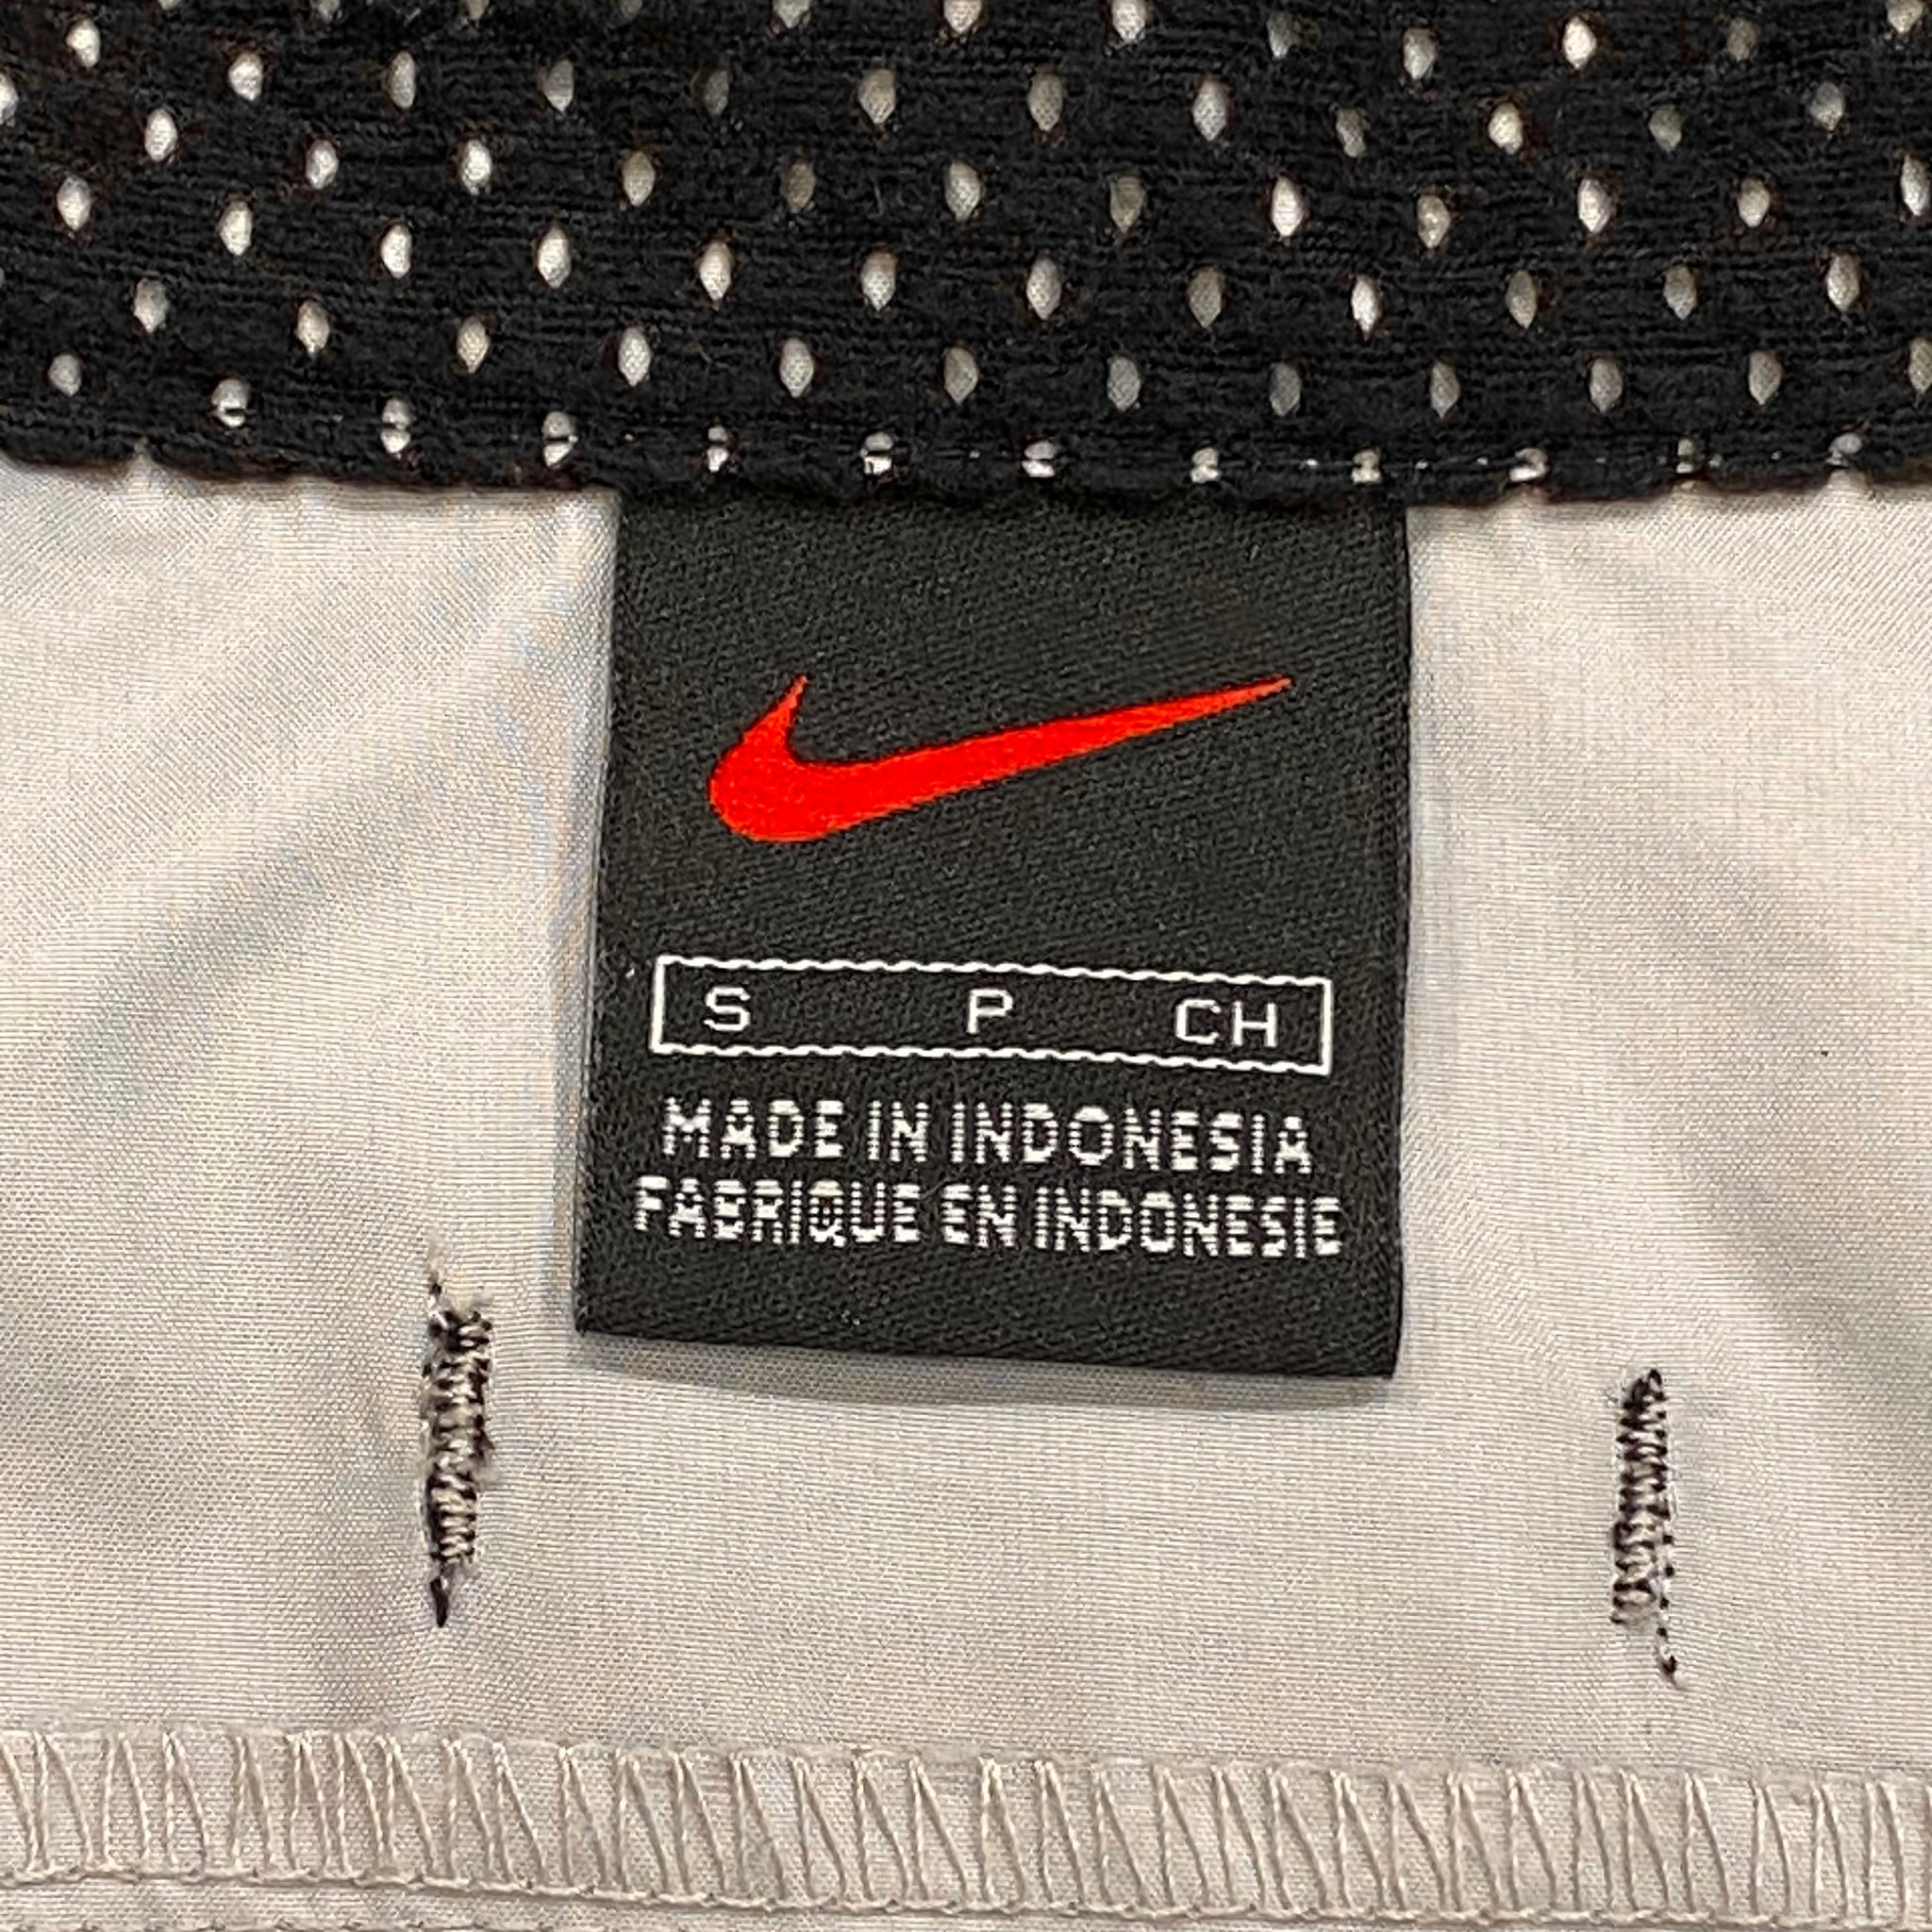 S P CH
MADE IN INDONESIA
FABRIQUE EN INDONESIE